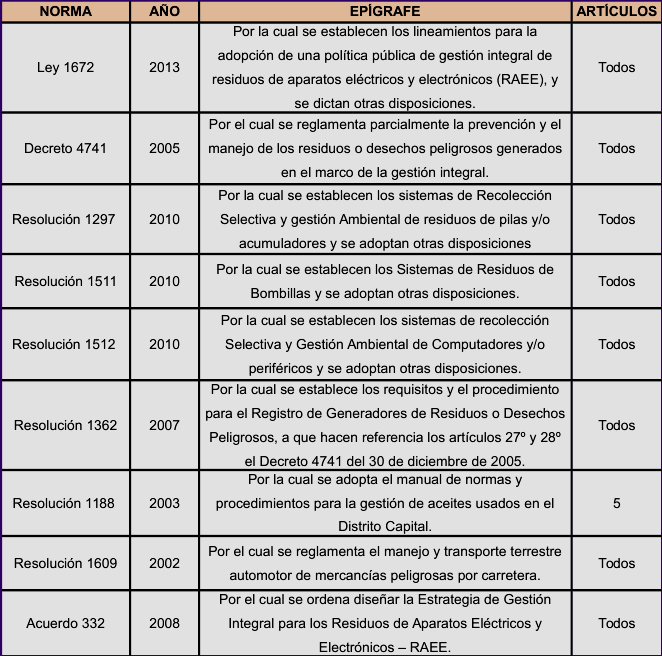 NORMA AÑO EPÍGRAFE ARTÍCULOS
Por la cual se establecen los lineamientos para la
adopción de una política pública de gestión integral de
Ley 1672 2013 residuos de aparatos eléctricos y electrónicos (RAEE), y Todos
se dictan otras disposiciones.
Por el cual se reglamenta parcialmente la prevención y el
Decreto 4741 2005 manejo de los residuos o desechos peligrosos generados Todos
en el marco de la gestión integral.
Por la cual se establecen los sistemas de Recolección
Resolución 1297 2010 Selectiva y gestión Ambiental de residuos de pilas y/o Todos
acumuladores y se adoptan otras disposiciones
Por la cual se establecen los Sistemas de Residuos de
Resolución 1511 2010 Bombillas y se adoptan otras disposiciones. Todos
Por la cual se establecen los sistemas de recolección
Resolución 1512 2010 Selectiva y Gestión Ambiental de Computadores y/o Todos
periféricos y se adoptan otras disposiciones.
Por la cual se establece los requisitos y el procedimiento
para el Registro de Generadores de Residuos o Desechos
Resolución 1362 2007 Peligrosos, a que hacen referencia los artículos 27º y 28º Todos
el Decreto 4741 del 30 de diciembre de 2005.
Por la cual se adopta el manual de normas y
Resolución 1188 2003 procedimientos para la gestión de aceites usados en el 5
Distrito Capital.
Por el cual se reglamenta el manejo y transporte terrestre
Resolución 1609 2002 automotor de mercancías peligrosas por carretera. Todos
Por el cual se ordena diseñar la Estrategia de Gestión
Acuerdo 332 2008 Integral para los Residuos de Aparatos Eléctricos y Todos
Electrónicos – RAEE.